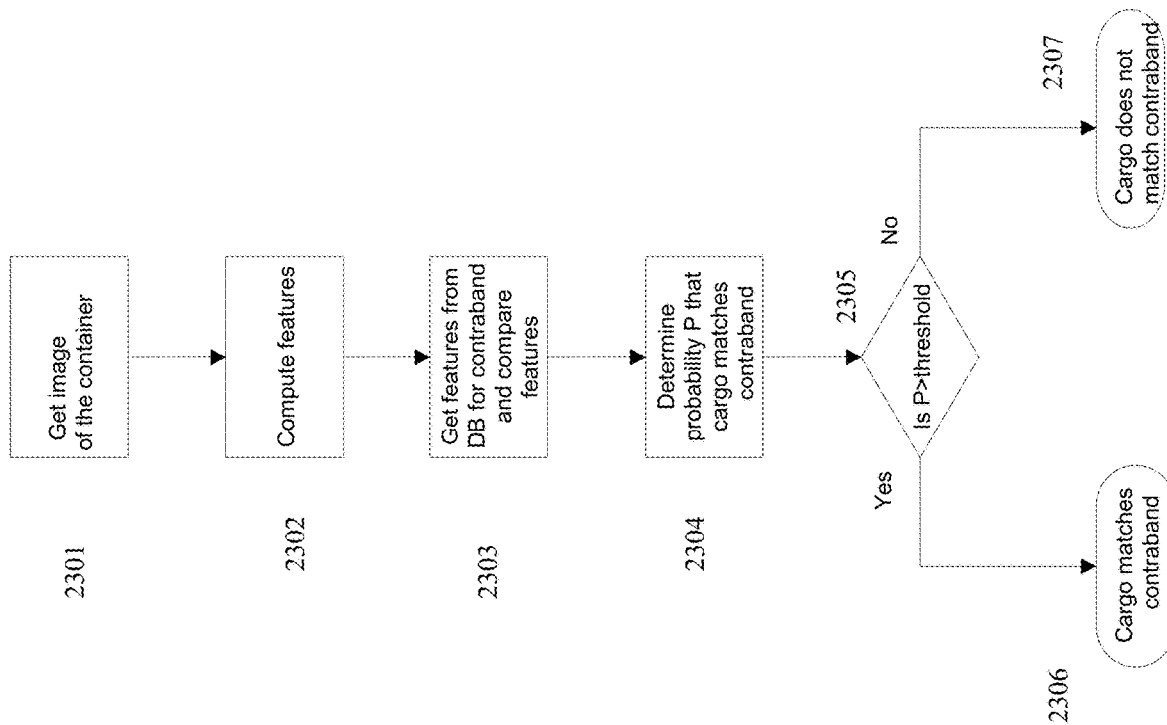 2301
Get image
of the container
2302
Compute features
2303
Get features from
DB for contraband
and compare
features
2304
Determine
probability P that
cargo matches
contraband
2305
Is P>threshold
Yes
No
2306
Cargo matches
contraband
2307
Cargo does not
match contraband